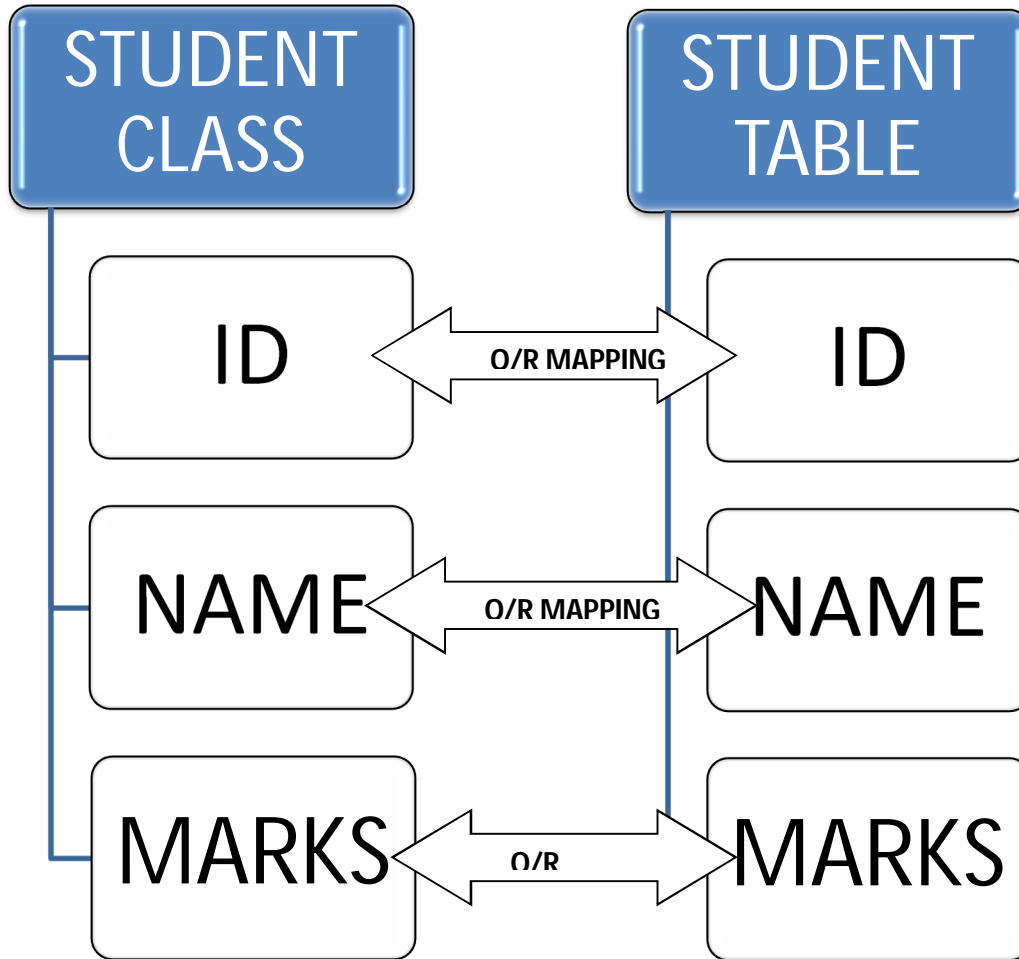 STUDENT
CLASS
STUDENT
TABLE
ID
O/R MAPPING
ID
NAME
O/R MAPPING
NAME
MARKS
O/R
MARKS